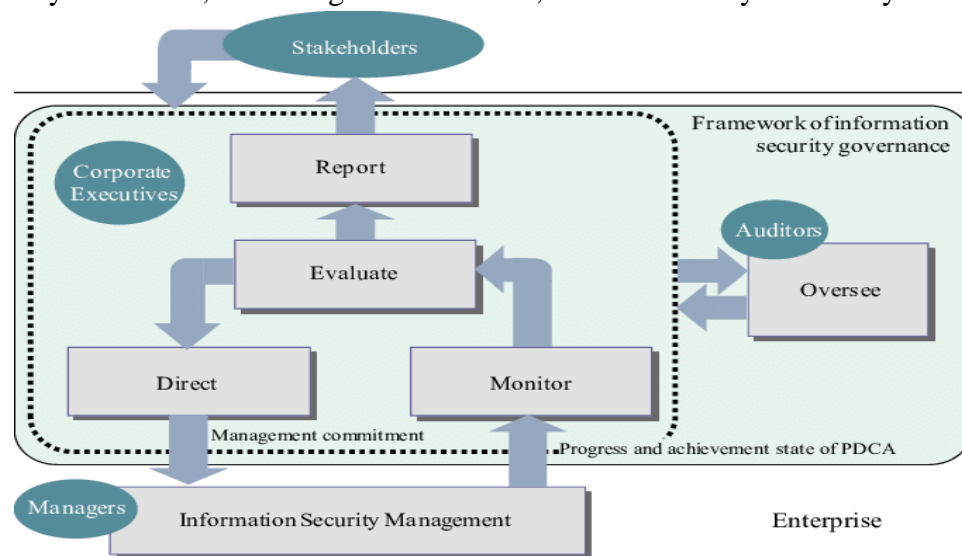 Stakeholders
Framework of information
security governance
Report
Corporate
Executives
Auditors
Evaluate
Oversee
Direct
Monitor
Management commitment
Progress and achievement state of PDCA
Managers
Information Security Management
Enterprise